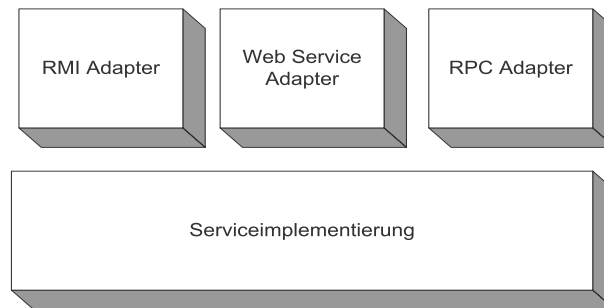 RMI Adapter
Web Service
Adapter
RPC Adapter
Serviceimplementierung